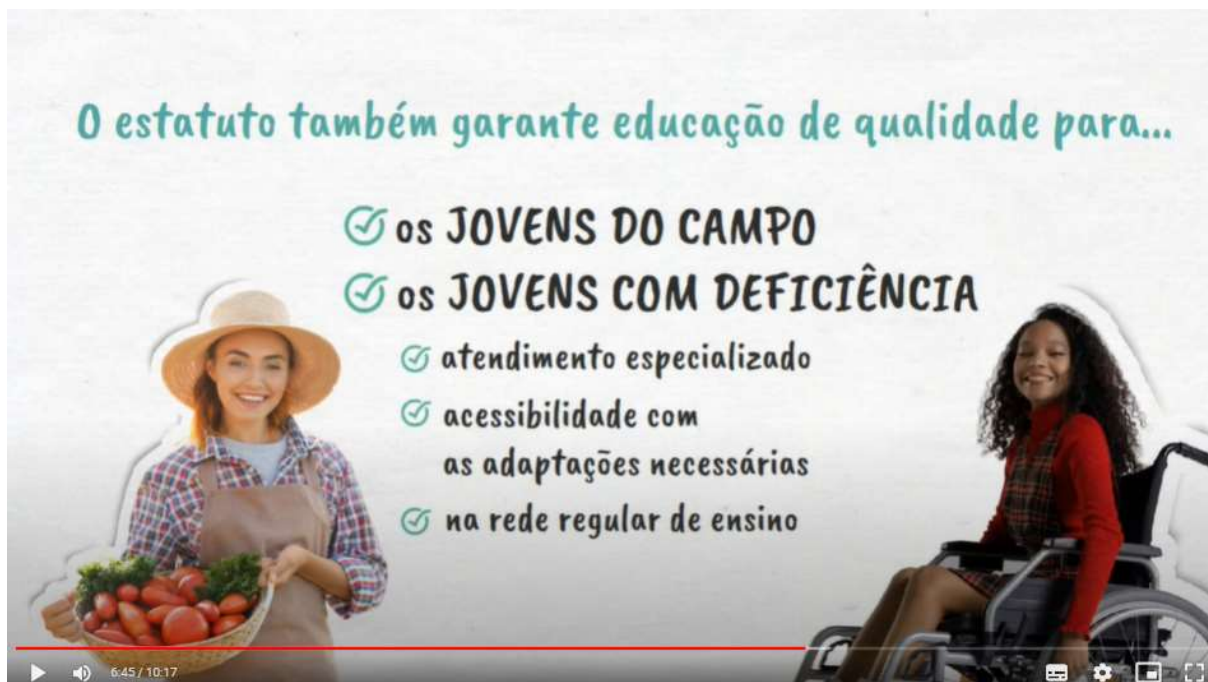 O estatuto também garante educação de qualidade para...
os JOVENS DO CAMPO
os JOVENS COM DEFICIÊNCIA
atendimento especializado
acessibilidade com
as adaptações necessárias
na rede regular de ensino
6:45 / 10:17